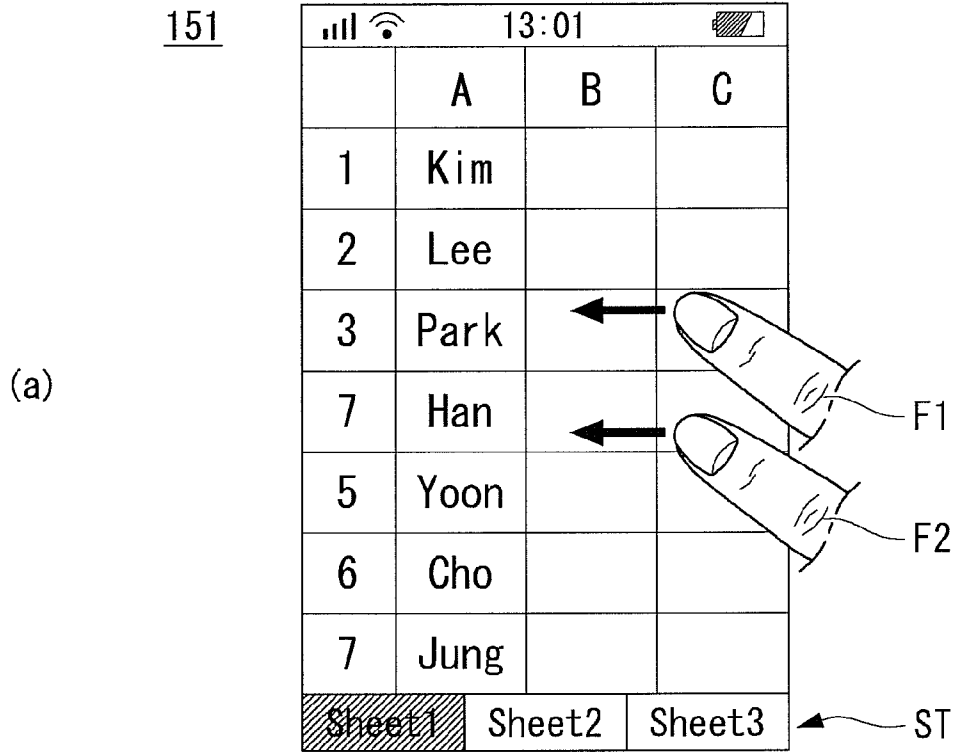 151
13:01
A B C
1 Kim
2 Lee
3 Park
(a)
7 Han
F1
5 Yoon
F2
6 Cho
7 Jung
Sheet1 Sheet2 Sheet3 ST